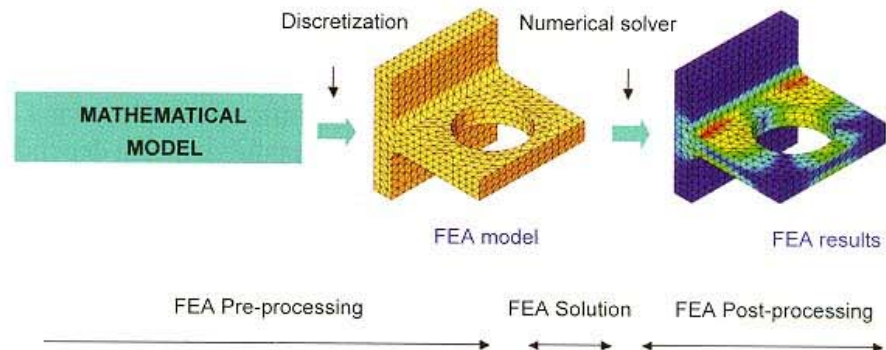 Discretization
Numerical solver
MATHEMATICAL
MODEL
FEA model
FEA results
FEA Pre-processing
FEA Solution
FEA Post-processing